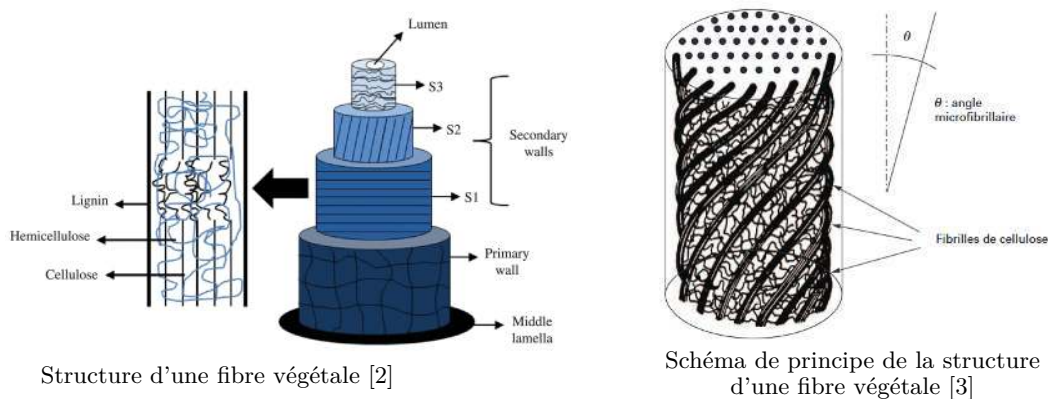 Lumen
S3
S2
Secondary
walls
S1
Lignin
Hemicellulose
Cellulose
Primary
wall
Middle
lamella
Structure d'une fibre végétale [2]
θ
θ : angle
microfibrillaire
Fibrilles de cellulose
Schéma de principe de la structure
d'une fibre végétale [3]